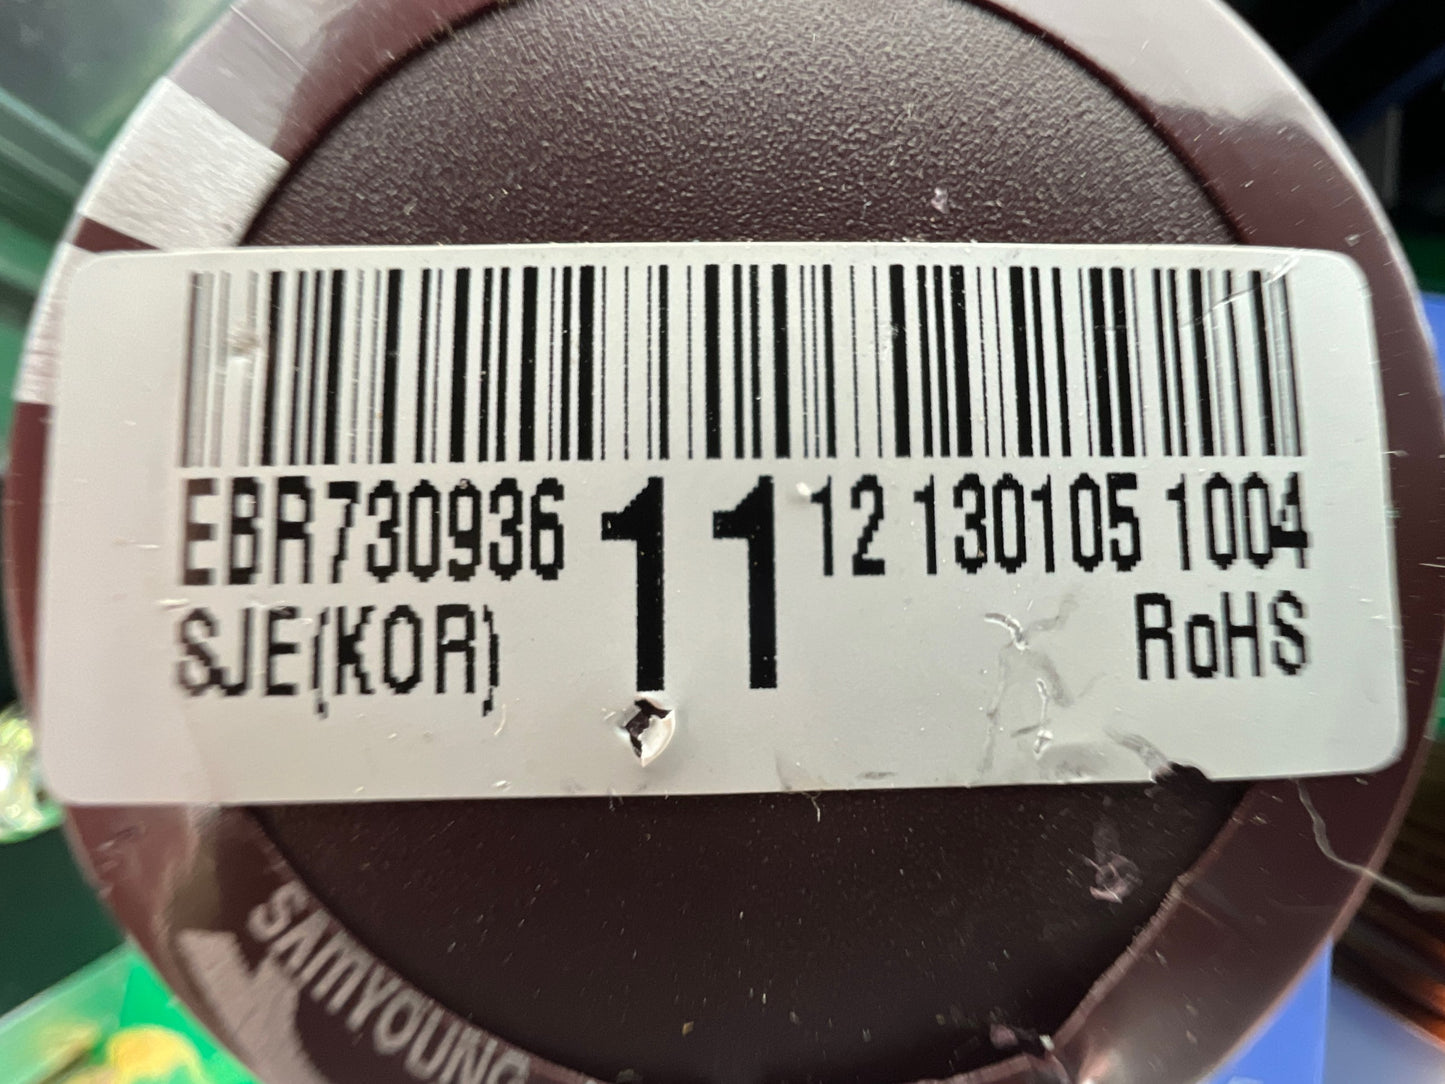 EBR730936 11 12 130105 1004
SJE(KOR) RoHS
SAMYOUNG